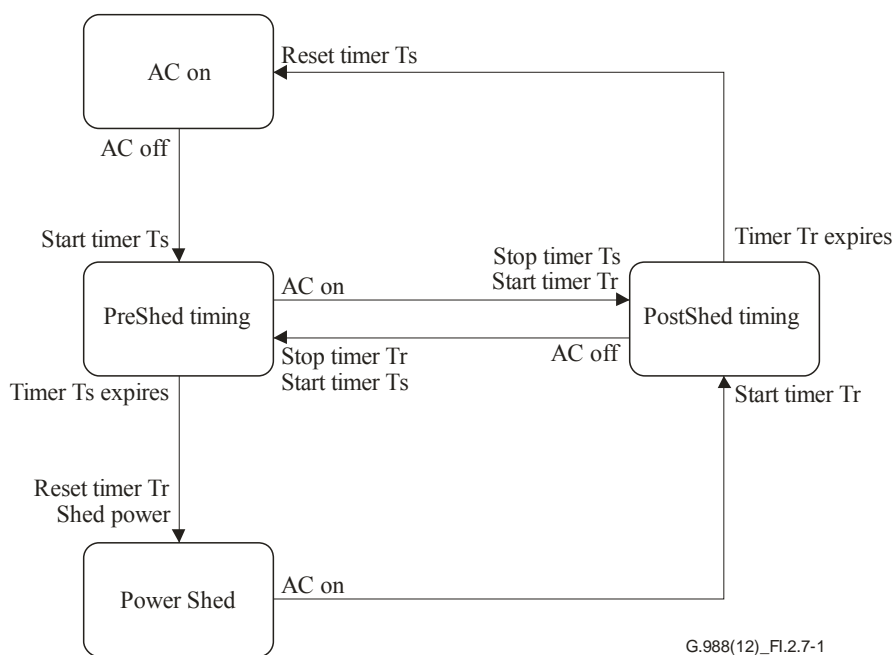 Reset timer Ts
AC on
AC off
Start timer Ts
Timer Tr expires
Stop timer Ts
Start timer Tr
AC on
PreShed timing
PostShed timing
AC off
Stop timer Tr
Start timer Ts
Timer Ts expires
Start timer Tr
Reset timer Tr
Shed power
AC on
Power Shed
G.988(12)_FI.2.7-1